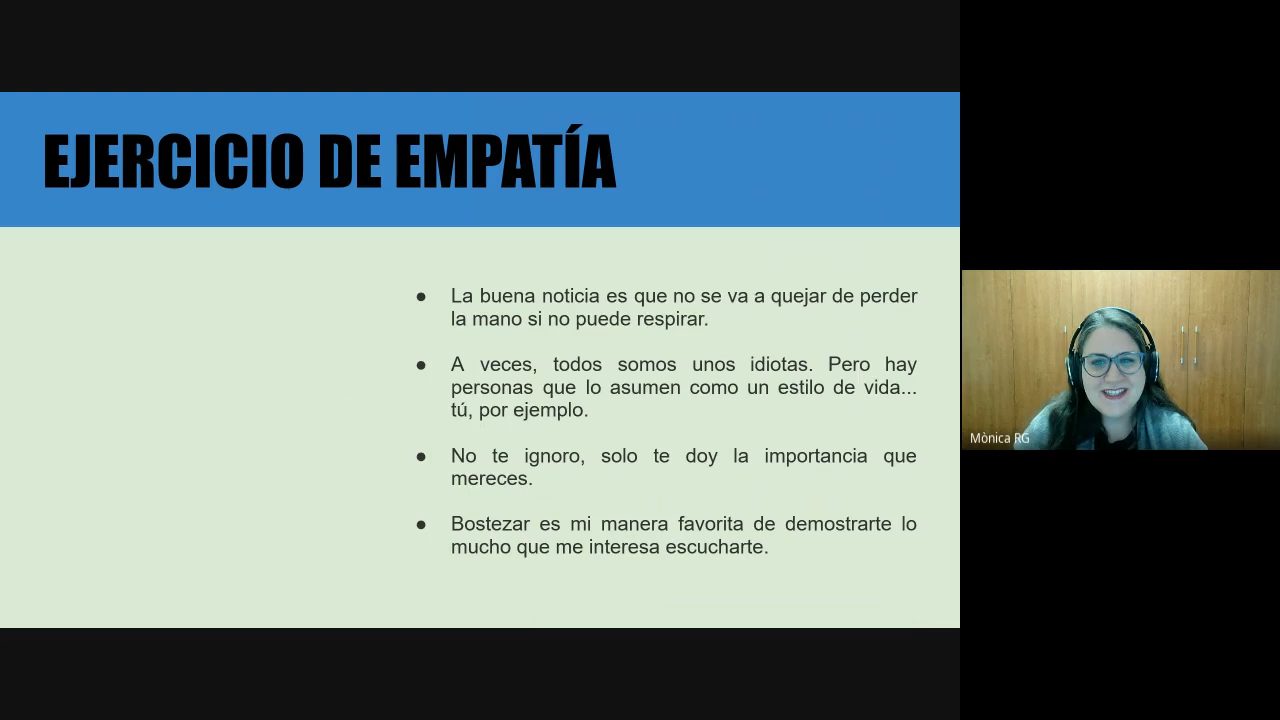 EJERCICIO DE EMPATÍA
● La buena noticia es que no se va a quejar de perder
la mano si no puede respirar.
● A veces, todos somos unos idiotas. Pero hay
personas que lo asumen como un estilo de vida...
tú, por ejemplo.
● No te ignoro, solo te doy la importancia que
mereces.
● Bostezar es mi manera favorita de demostrarte lo
mucho que me interesa escucharte.
Mònica RG